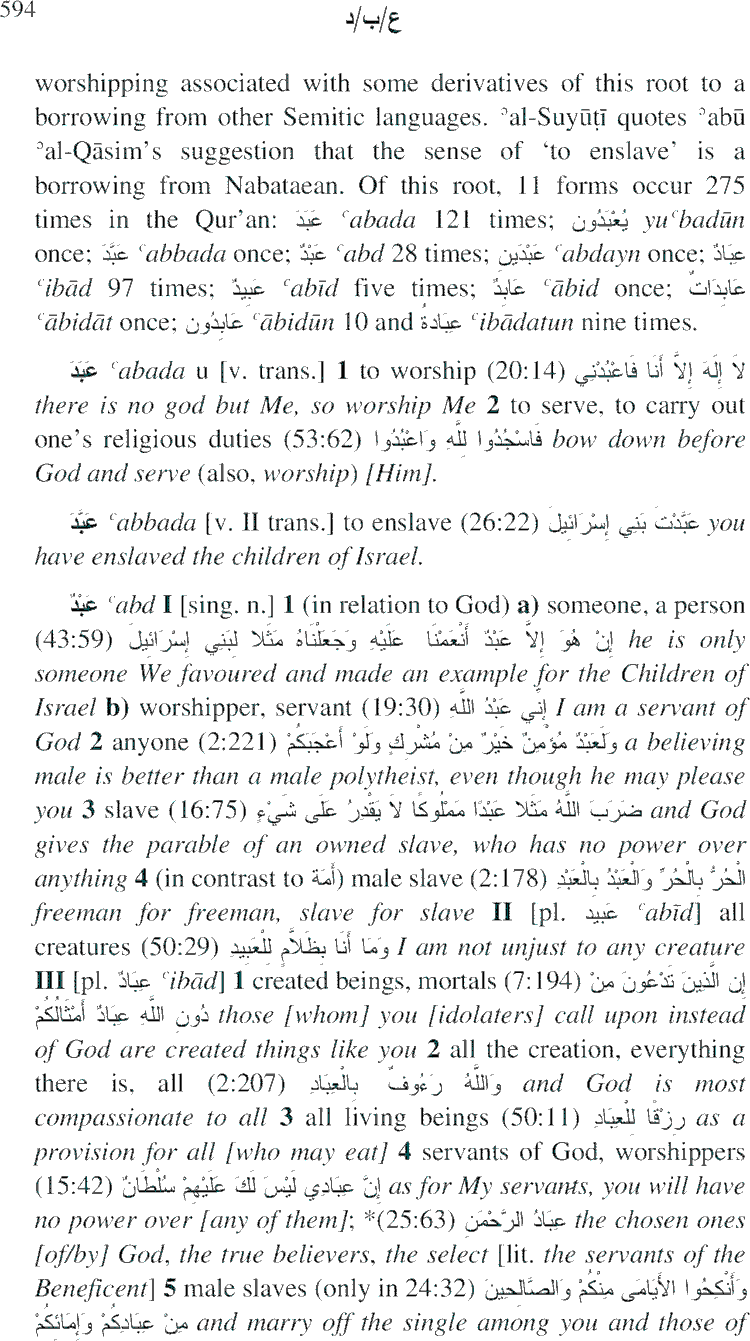 594
ع/ب/د
worshipping associated with some derivatives of this root to a
borrowing from other Semitic languages. ʾal-Suyūṭī quotes ʾabū
ʾal-Qāsim’s suggestion that the sense of ‘to enslave’ is a
borrowing from Nabataean. Of this root, 11 forms occur 275
times in the Qur’an: عَبَدَ ʿabada 121 times; يُعْبَدُون yuʿbadūn
once; عَبَّدَ ʿabbada once; عَبْدٌ ʿabd 28 times; عَبْدَينِ ʿabdayn once; عِبَادٌ
ʿibād 97 times; عَبِيدٌ ʿabīd five times; عَابِدٌ ʿābid once; عَابِدَاتٌ
ʿābidāt once; عَابِدُون ʿābidūn 10 and عِبَادةٌ ʿibādatun nine times.
عَبَدَ ʿabada u [v. trans.] 1 to worship (20:14) لاَ إِلَهَ إِلاَّ أَنَا فَاعْبُدْنِي
there is no god but Me, so worship Me 2 to serve, to carry out
one’s religious duties (53:62) فَاسْجُدُوا لِلَّهِ وَاعْبُدُوا bow down before
God and serve (also, worship) [Him].
عَبَّدَ ʿabbada [v. II trans.] to enslave (26:22) عَبَّدْتَ بَنِي إِسْرَائِيلَ you
have enslaved the children of Israel.
عَبْدٌ ʿabd I [sing. n.] 1 (in relation to God) a) someone, a person
(43:59) إِنْ هُوَ إِلاَّ عَبْدٌ أَنْعَمْنَا عَلَيْهِ وَجَعَلْنَاهُ مَثَلا لِبَنِي إِسْرَائِيلَ he is only
someone We favoured and made an example for the Children of
Israel b) worshipper, servant (19:30) إِنِّي عَبْدُ اللَّهِ I am a servant of
God 2 anyone (2:221) وَلَعَبْدٌ مُؤْمِنٌ خَيْرٌ مِنْ مُشْرِكٍ وَلَوْ أَعْجَبَكُمْ a believing
male is better than a male polytheist, even though he may please
you 3 slave (16:75) ضَرَبَ اللَّهُ مَثَلا عَبْدًا مَمْلُوكًا لاَ يَقْدِرُ عَلَى شَيْءٍ and God
gives the parable of an owned slave, who has no power over
anything 4 (in contrast to أَمَة) male slave (2:178) الْحُرُّ بِالْحُرِّ وَالْعَبْدُ بِالْعَبْدِ
freeman for freeman, slave for slave II [pl. عَبِيد ʿabīd] all
creatures (50:29) وَمَا أَنَا بِظَلاَّمٍ لِلْعَبِيدِ I am not unjust to any creature
III [pl. عِبَادٌ ʿibād] 1 created beings, mortals (7:194) إِن الَّذِينَ تَدْعُونَ مِنْ
دُونِ اللَّهِ عِبَادٌ أَمْثَالُكُمْ those [whom] you [idolaters] call upon instead
of God are created things like you 2 all the creation, everything
there is, all (2:207) وَاللَّهُ رَءُوفٌ بِالْعِبَادِ and God is most
compassionate to all 3 all living beings (50:11) رِزْقًا لِلْعِبَادِ as a
provision for all [who may eat] 4 servants of God, worshippers
(15:42) إِنَّ عِبَادِي لَيْسَ لَكَ عَلَيْهِمْ سُلْطَانٌ as for My servants, you will have
no power over [any of them]; *(25:63) عِبَادُ الرَّحْمَنِ the chosen ones
[of/by] God, the true believers, the select [lit. the servants of the
Beneficent] 5 male slaves (only in 24:32) وَأَنْكِحُوا الأَيَامَى مِنْكُمْ وَالصَّالِحِينَ
مِنْ عِبَادِكُمْ وَإِمَائِكُمْ and marry off the single among you and those of